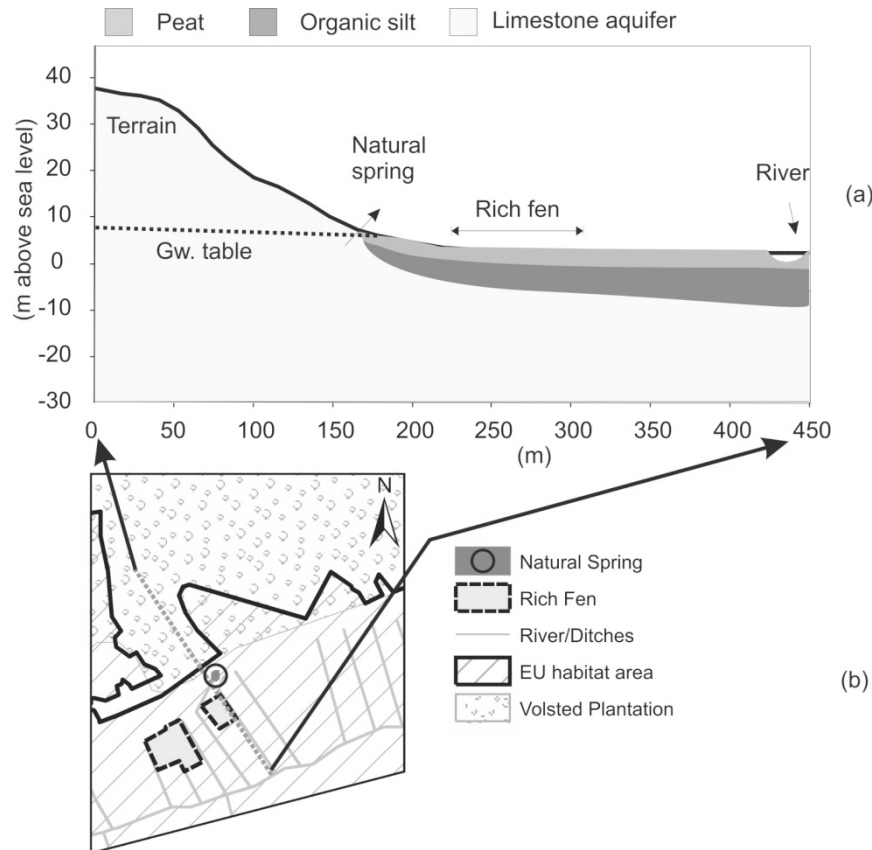 Peat Organic silt Limestone aquifer
40
30
20
10
0
-10
-20
-30
(m above sea level)
Terrain
Natural
spring
Gw. table
Rich fen
River
(a)
0 50 100 150 200 250 300 350 400 450
(m)
N
Natural Spring
Rich Fen
River/Ditches
EU habitat area
Volsted Plantation
(b)